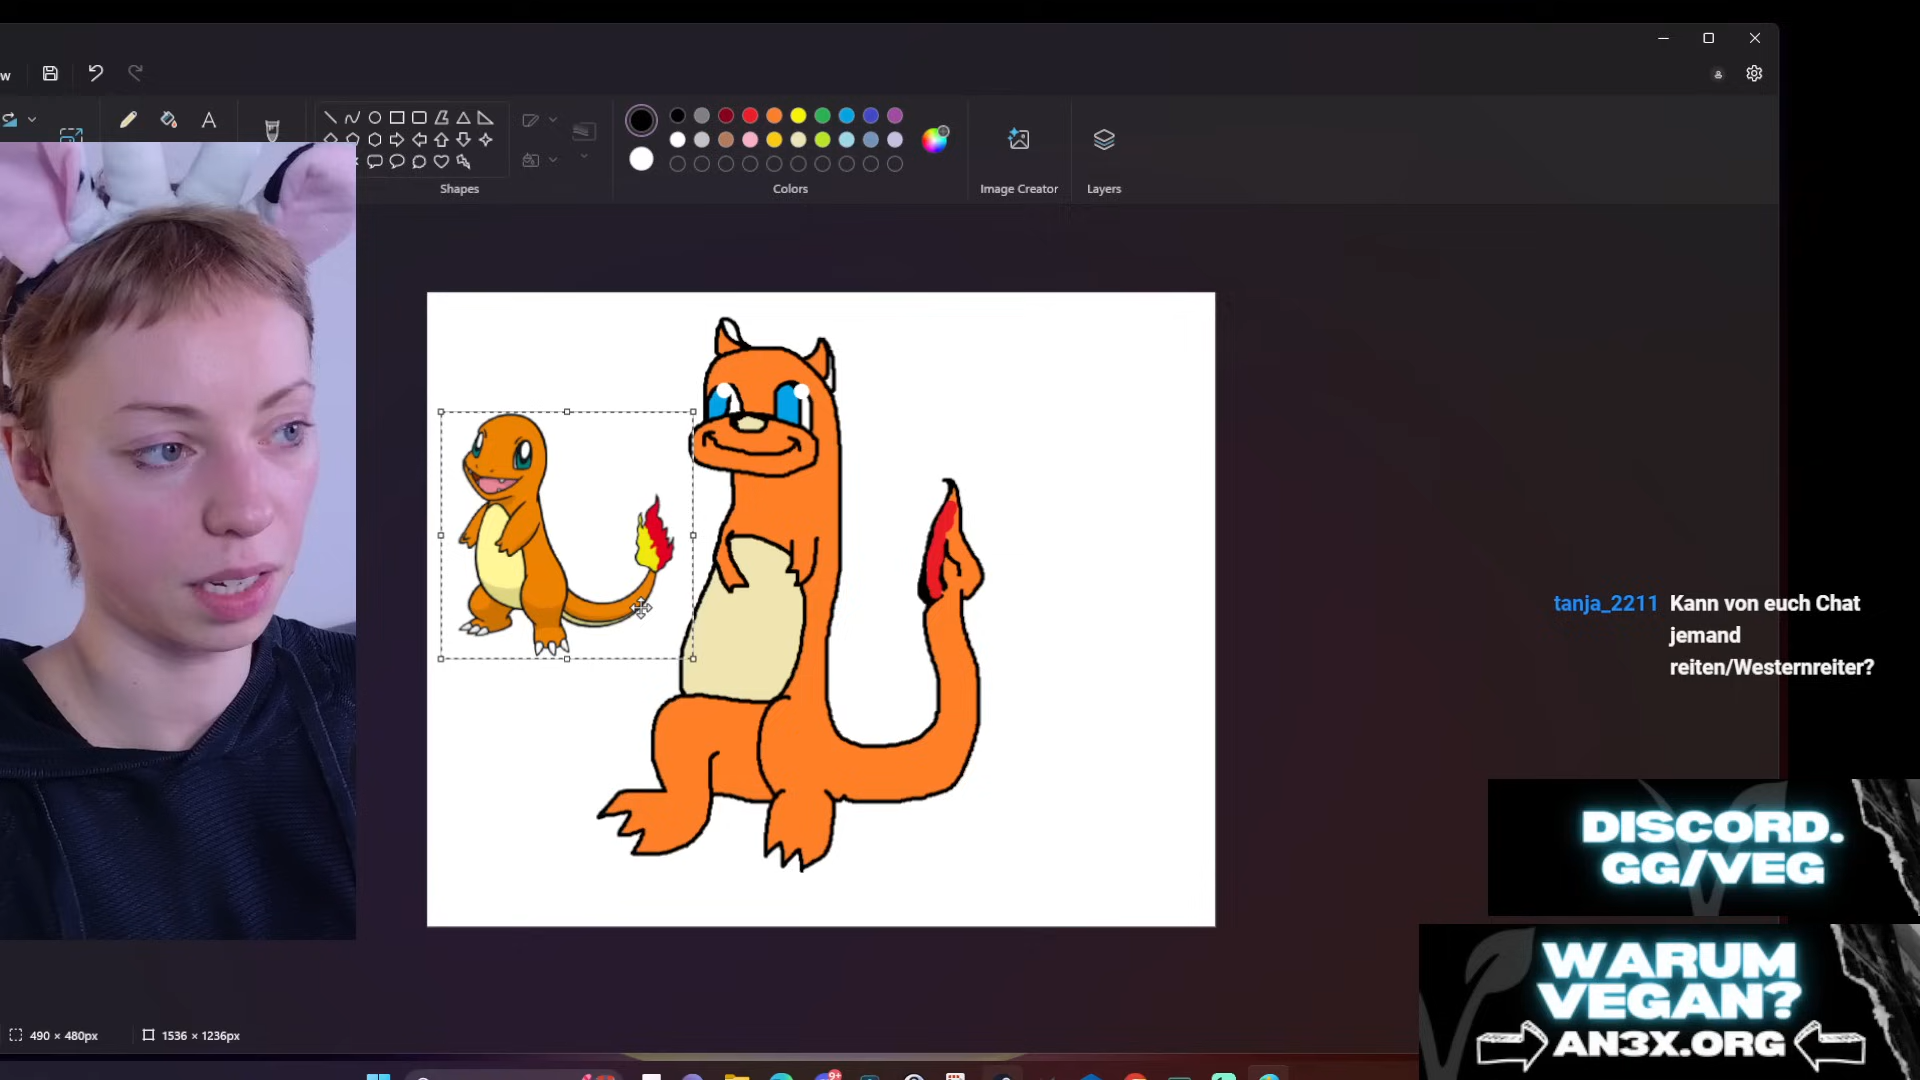 w
Shapes
Colors
Image Creator
Layers
tanja_2211 Kann von euch Chat
jemand
reiten/Westernreiter?
DISCORD.
GG/VEG
WARUM
VEGAN?
AN3X.ORG
490 × 480px
1536 × 1236px
9+